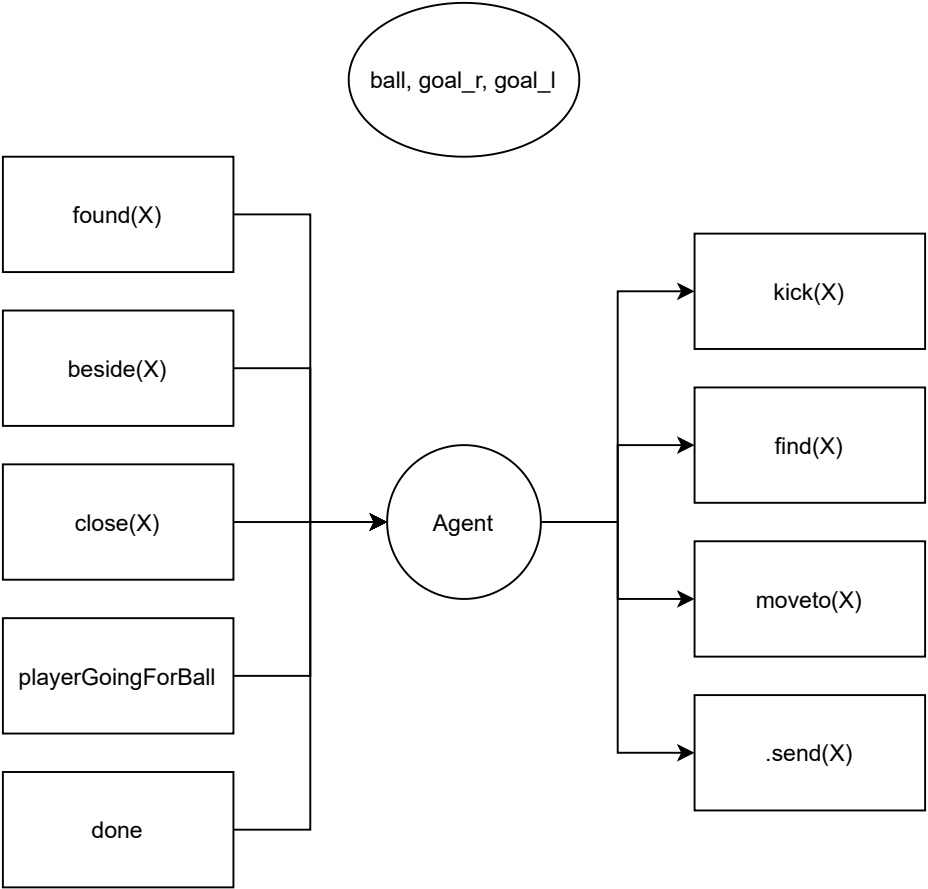 ball, goal_r, goal_l
found(X)
beside(X)
close(X)
playerGoingForBall
done
Agent
kick(X)
find(X)
moveto(X)
.send(X)